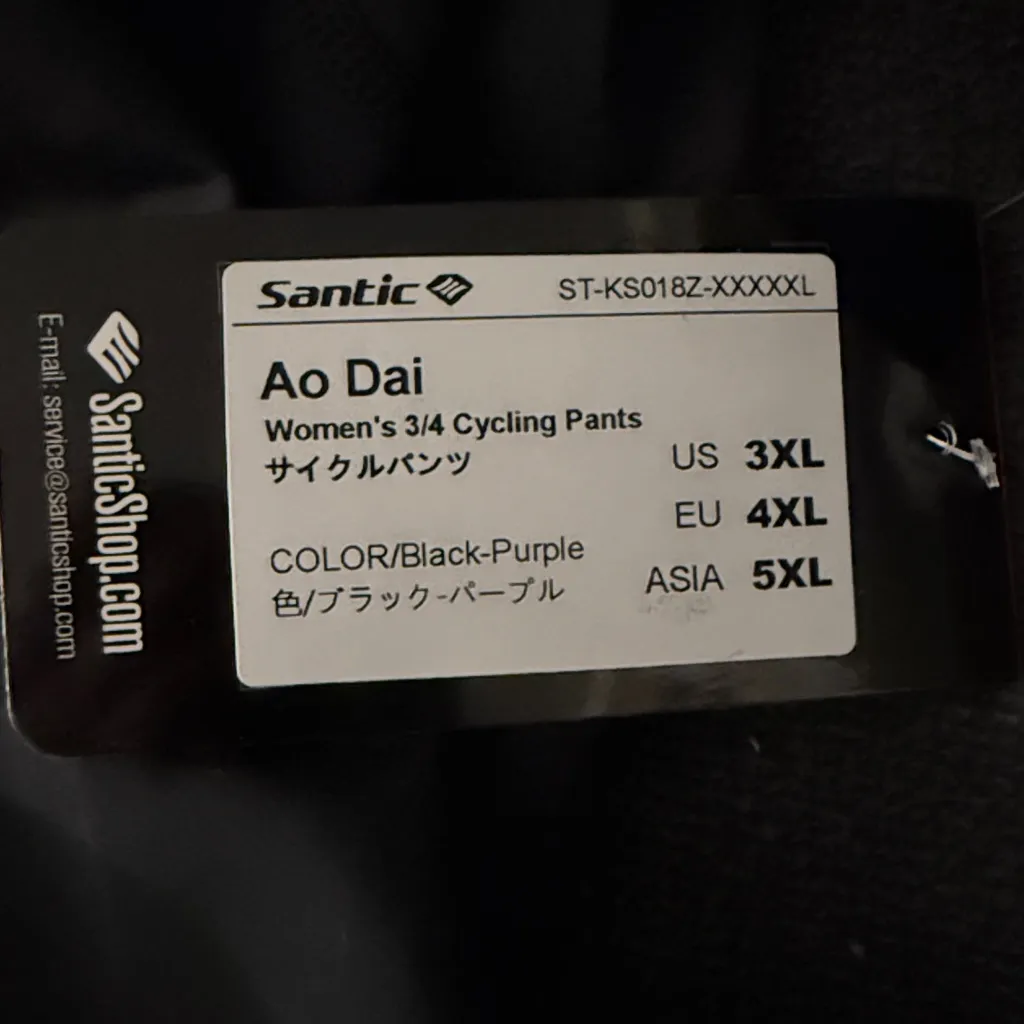 Santic
ST-KS018Z-XXXXXL
Ao Dai
Women's 3/4 Cycling Pants
サイクルパンツ
US 3XL
EU 4XL
ASIA 5XL
COLOR/Black-Purple
色/ブラック-パープル
SanticShop.com
E-mail: service@santicshop.com